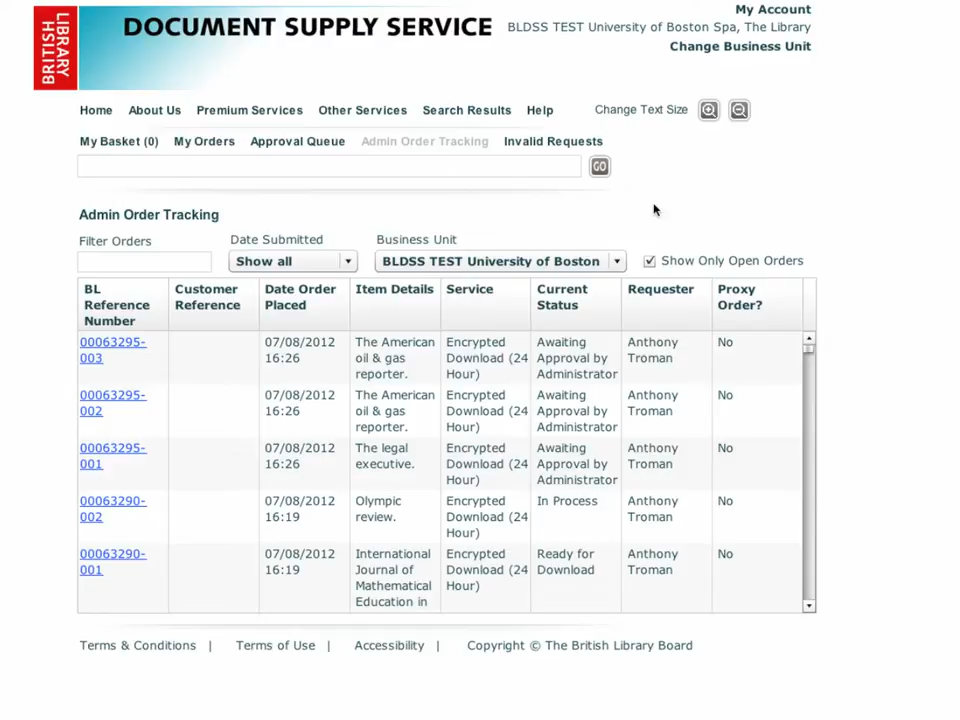 My Account
LIBRARY
BRITISH
DOCUMENT SUPPLY SERVICE
BLDSS TEST University of Boston Spa, The Library
Change Business Unit
Home About Us Premium Services Other Services Search Results Help Change Text Size
My Basket (0) My Orders Approval Queue Admin Order Tracking Invalid Requests
GO
Admin Order Tracking
Filter Orders Date Submitted Business Unit
Show all BLDSS TEST University of Boston Show Only Open Orders
BL Customer Date Order Item Details Service Current Requester Proxy
Reference Reference Placed Status Order?
Number
00063295- 07/08/2012 The American Encrypted Awaiting Anthony No
003 16:26 oil & gas Download (24 Approval by Troman
reporter. Hour) Administrator
00063295- 07/08/2012 The American Encrypted Awaiting Anthony No
002 16:26 oil & gas Download (24 Approval by Troman
reporter. Hour) Administrator
00063295- 07/08/2012 The legal Encrypted Awaiting Anthony No
001 16:26 executive. Download (24 Approval by Troman
Hour) Administrator
00063290- 07/08/2012 Olympic Encrypted In Process Anthony No
002 16:19 review. Download (24 Troman
Hour)
00063290- 07/08/2012 International Encrypted Ready for Anthony No
001 16:19 Journal of Download (24 Download Troman
Mathematical Hour)
Education in
Terms & Conditions | Terms of Use | Accessibility | Copyright © The British Library Board